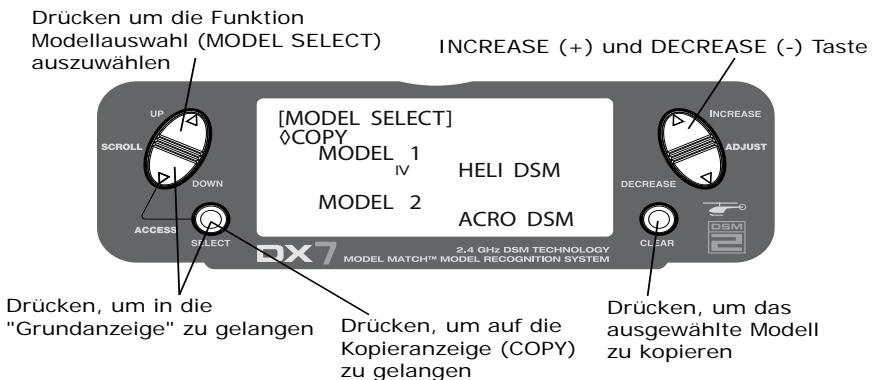 Drücken um die Funktion
Modellauswahl (MODEL SELECT)
auszuwählen
INCREASE (+) und DECREASE (-) Taste
UP
SCROLL
DOWN
ACCESS
SELECT
[MODEL SELECT]
◊COPY
MODEL 1
IV
HELI DSM
MODEL 2
ACRO DSM
INCREASE
ADJUST
DECREASE
CLEAR
DSM
2
DX7
2.4 GHz DSM TECHNOLOGY
MODEL MATCH™ MODEL RECOGNITION SYSTEM
Drücken, um in die
"Grundanzeige" zu gelangen
Drücken, um auf die
Kopieranzeige (COPY)
zu gelangen
Drücken, um das
ausgewählte Modell
zu kopieren